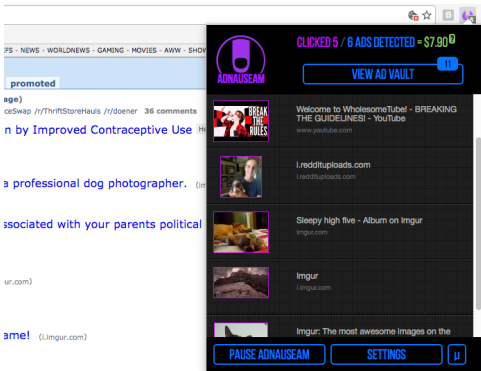 EFS - NEWS - WORLDNEWS - GAMING - MOVIES - AWW - SHOW
promoted
age)
ceSwap /r/ThriftStoreHauls /r/doener 36 comments
n by Improved Contraceptive Use
a professional dog photographer. (im
ssociated with your parents political
ur.com)
ame! (i.imgur.com)
ADNAUSEAM
CLICKED 5 / 6 ADS DETECTED = $7.90?
VIEW AD VAULT
11
BREAK THE RULES
Welcome to WholesomeTube! - BREAKING
THE GUIDELINES! - YouTube
www.youtube.com
i.reddituploads.com
i.reddituploads.com
Sleepy high five - Album on Imgur
imgur.com
Imgur
i.imgur.com
Imgur: The most awesome images on the
PAUSE ADNAUSEAM
SETTINGS
µ